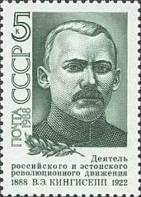 5
ПОЧТА СССР
1988
Деятель
российского и эстонского
революционного движения
1888 В.Э. КИНГИСЕПП 1922